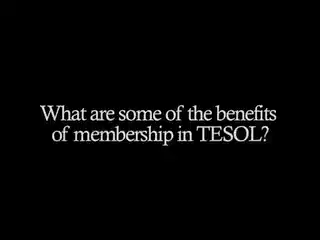 What are some of the benefits
of membership in TESOL?